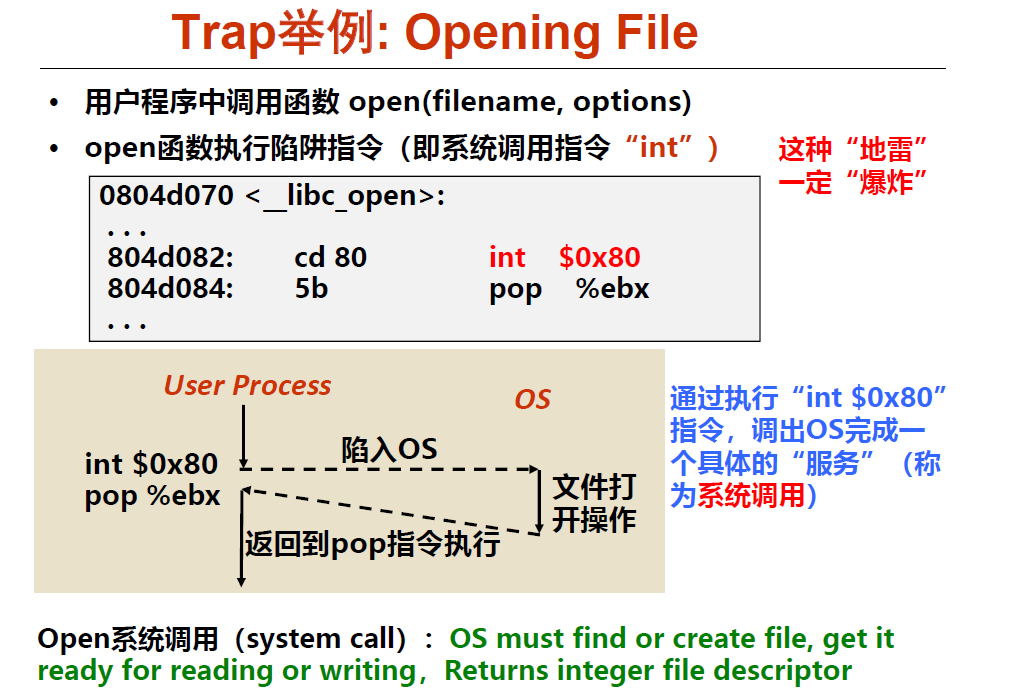 Trap举例: Opening File
• 用户程序中调用函数 open(filename, options)
• open函数执行陷阱指令（即系统调用指令“int”）
这种“地雷”
一定“爆炸”
0804d070 <__libc_open>:
. . .
804d082: cd 80 int $0x80
804d084: 5b pop %ebx
. . .
User Process
OS
陷入OS
int $0x80
pop %ebx
文件打
开操作
返回到pop指令执行
通过执行“int $0x80”
指令，调出OS完成一
个具体的“服务”（称
为系统调用）
Open系统调用（system call）: OS must find or create file, get it
ready for reading or writing，Returns integer file descriptor